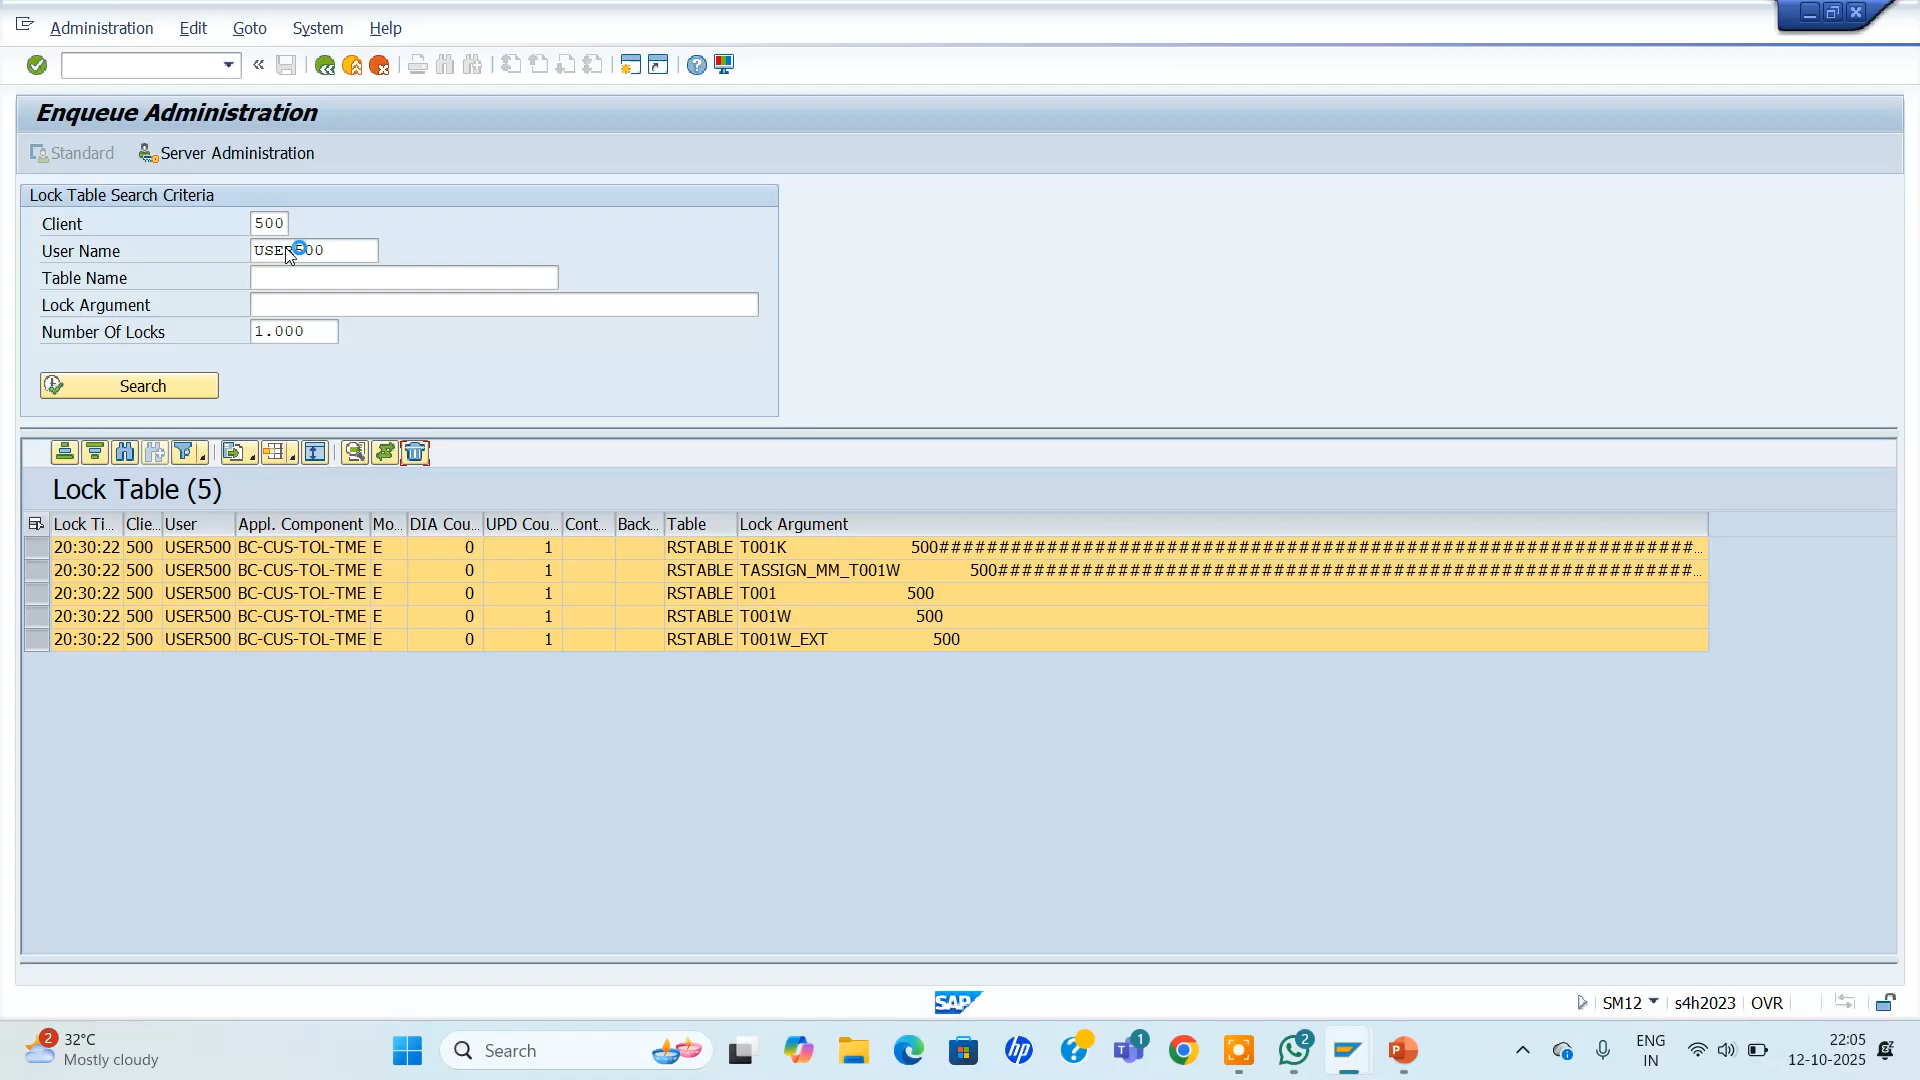 Administration Edit Goto System Help
Enqueue Administration
Standard Server Administration
Lock Table Search Criteria
Client 500
User Name USER500
Table Name
Lock Argument
Number Of Locks 1.000
Search
Lock Table (5)
Lock Ti... Clie... User Appl. Component Mo... DIA Cou... UPD Cou... Cont... Back... Table Lock Argument
20:30:22 500 USER500 BC-CUS-TOL-TME E 0 1 RSTABLE T001K 500###############################################################...
20:30:22 500 USER500 BC-CUS-TOL-TME E 0 1 RSTABLE TASSIGN_MM_T001W 500##########################################################...
20:30:22 500 USER500 BC-CUS-TOL-TME E 0 1 RSTABLE T001 500
20:30:22 500 USER500 BC-CUS-TOL-TME E 0 1 RSTABLE T001W 500
20:30:22 500 USER500 BC-CUS-TOL-TME E 0 1 RSTABLE T001W_EXT 500
SAP SM12 s4h2023 OVR
2 32°C
Mostly cloudy
Search
hp
1
2
ENG
IN
22:05
12-10-2025